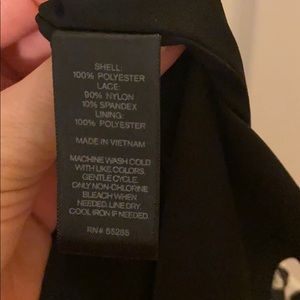 SHELL:
100% POLYESTER
LACE:
90% NYLON
10% SPANDEX
LINING:
100% POLYESTER
MADE IN VIETNAM
MACHINE WASH COLD
WITH LIKE COLORS.
GENTLE CYCLE.
ONLY NON-CHLORINE
BLEACH WHEN
NEEDED. LINE DRY.
COOL IRON IF NEEDED.
RN# 55285